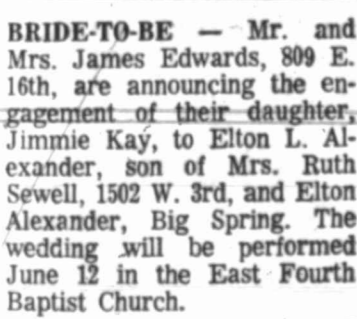 BRIDE-TO-BE — Mr. and
Mrs. James Edwards, 809 E.
16th, are announcing the en-
gagement of their daughter,
Jimmie Kay, to Elton L. Al-
exander, son of Mrs. Ruth
Sewell, 1502 W. 3rd, and Elton
Alexander, Big Spring. The
wedding will be performed
June 12 in the East Fourth
Baptist Church.